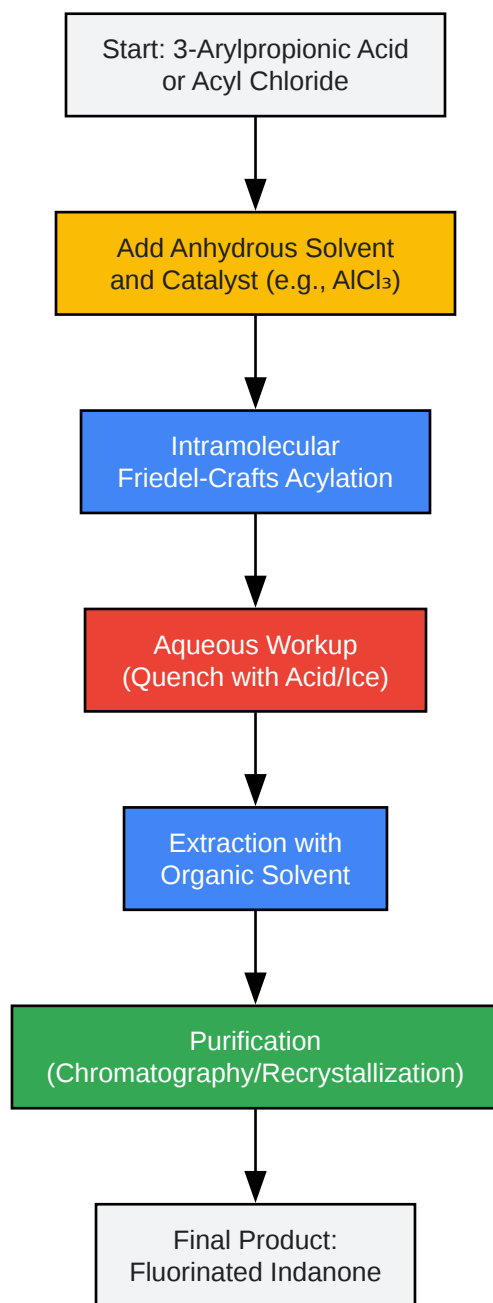 Start: 3-Arylpropionic Acid
or Acyl Chloride
Add Anhydrous Solvent
and Catalyst (e.g., AlCl₃)
Intramolecular
Friedel-Crafts Acylation
Aqueous Workup
(Quench with Acid/Ice)
Extraction with
Organic Solvent
Purification
(Chromatography/Recrystallization)
Final Product:
Fluorinated Indanone